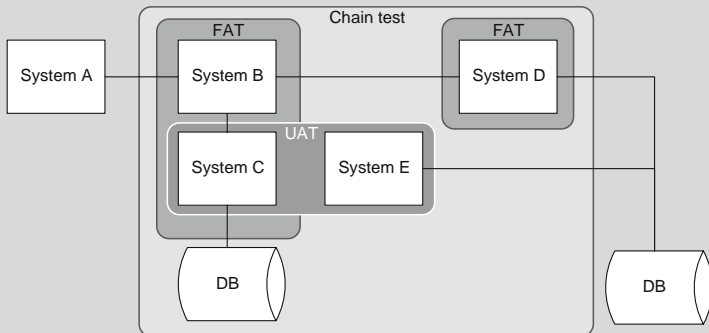 Chain test
FAT
FAT
System A
System B
System D
UAT
System C
System E
DB
DB